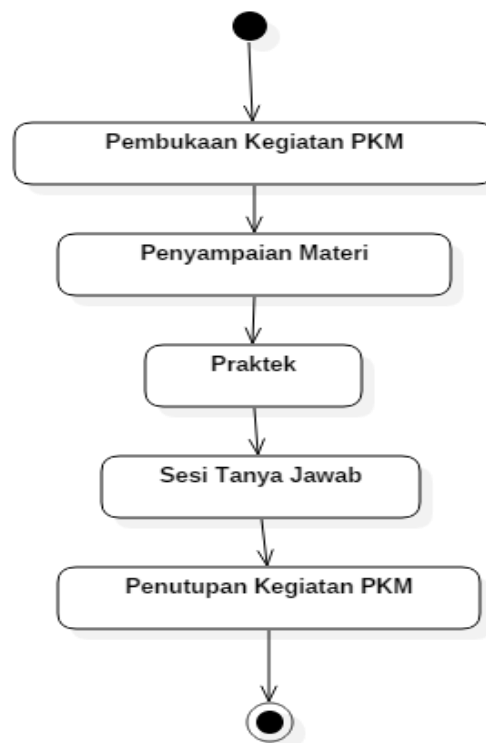 Pembukaan Kegiatan PKM
Penyampaian Materi
Praktek
Sesi Tanya Jawab
Penutupan Kegiatan PKM